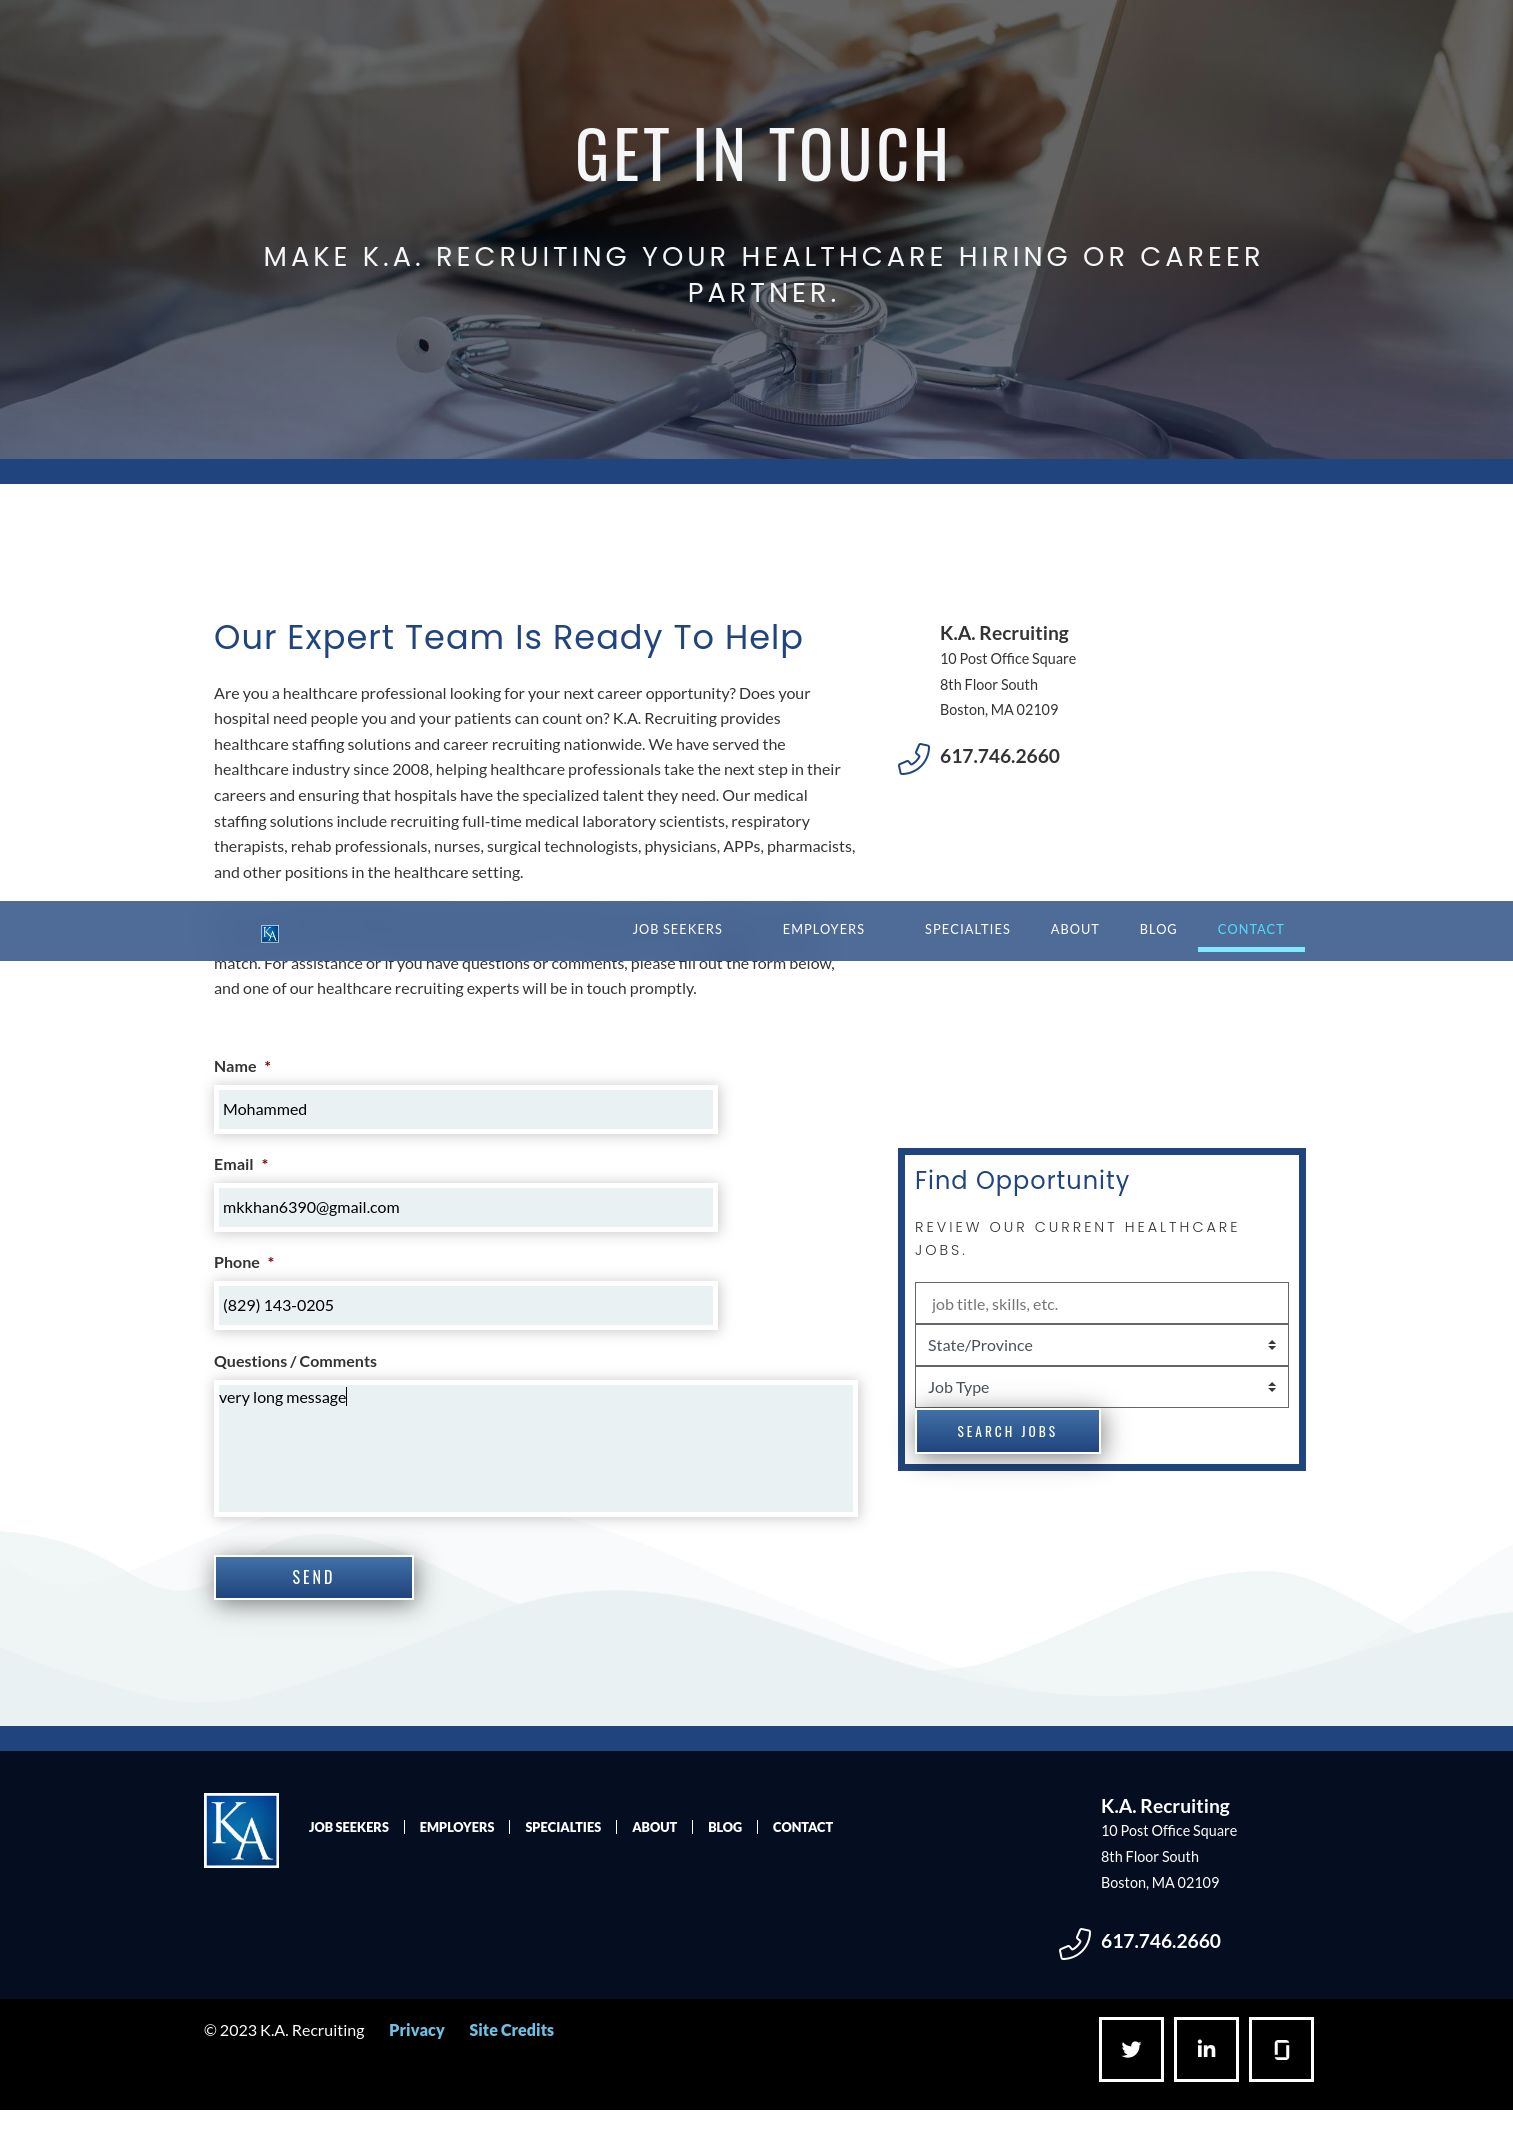 GET IN TOUCH
MAKE K.A. RECRUITING YOUR HEALTHCARE HIRING OR CAREER
PARTNER.
Our Expert Team Is Ready To Help
Are you a healthcare professional looking for your next career opportunity? Does your
hospital need people you and your patients can count on? K.A. Recruiting provides
healthcare staffing solutions and career recruiting nationwide. We have served the
healthcare industry since 2008, helping healthcare professionals take the next step in their
careers and ensuring that hospitals have the specialized talent they need. Our medical
staffing solutions include recruiting full-time medical laboratory scientists, respiratory
therapists, rehab professionals, nurses, surgical technologists, physicians, APPs, pharmacists,
and other positions in the healthcare setting.
K.A. Recruiting
10 Post Office Square
8th Floor South
Boston, MA 02109
617.746.2660
KA
JOB SEEKERS
EMPLOYERS
SPECIALTIES
ABOUT
BLOG
CONTACT
match. For assistance or if you have questions or comments, please fill out the form below,
and one of our healthcare recruiting experts will be in touch promptly.
Name *
Mohammed
Email *
mkkhan6390@gmail.com
Phone *
(829) 143-0205
Questions / Comments
very long message
SEND
Find Opportunity
REVIEW OUR CURRENT HEALTHCARE
JOBS.
job title, skills, etc.
State/Province
Job Type
SEARCH JOBS
KA
JOB SEEKERS
EMPLOYERS
SPECIALTIES
ABOUT
BLOG
CONTACT
K.A. Recruiting
10 Post Office Square
8th Floor South
Boston, MA 02109
617.746.2660
© 2023 K.A. Recruiting
Privacy
Site Credits
in